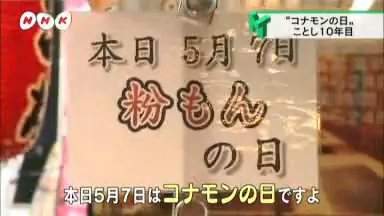 NHK
"コナモンの日"
ことし10年目
本日 5月7日
粉もん
の日
本日5月7日はコナモンの日ですよ